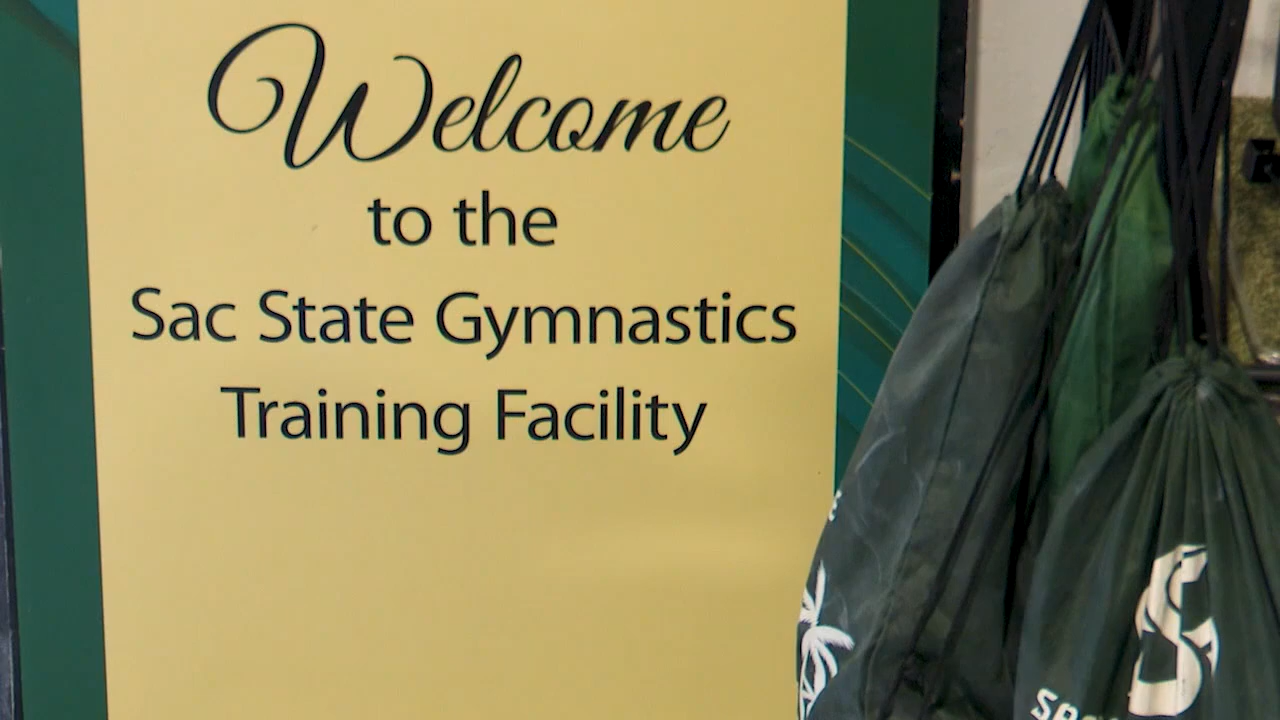 Welcome
to the
Sac State Gymnastics
Training Facility
S